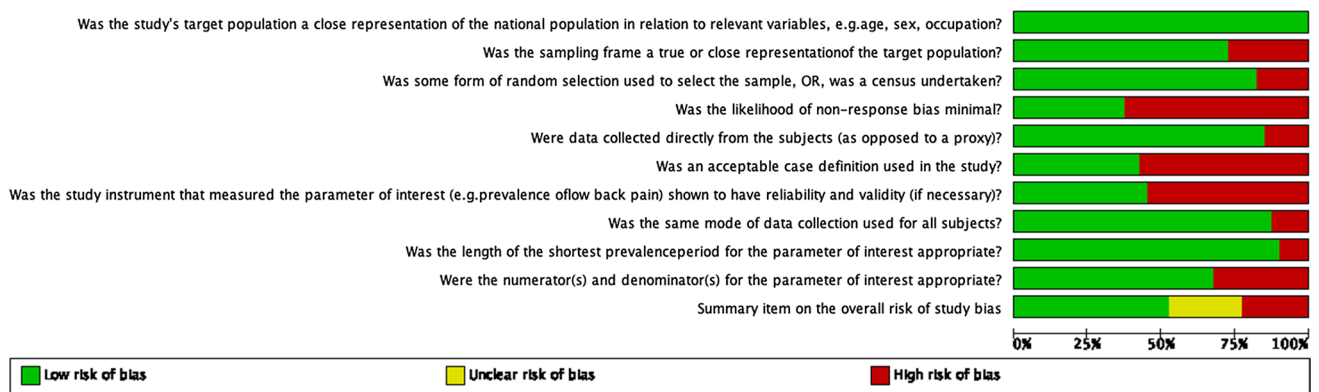 Was the study's target population a close representation of the national population in relation to relevant variables, e.g.age, sex, occupation?
Was the sampling frame a true or close representationof the target population?
Was some form of random selection used to select the sample, OR, was a census undertaken?
Was the likelihood of non-response bias minimal?
Were data collected directly from the subjects (as opposed to a proxy)?
Was an acceptable case definition used in the study?
Was the study instrument that measured the parameter of interest (e.g.prevalence oflow back pain) shown to have reliability and validity (if necessary)?
Was the same mode of data collection used for all subjects?
Was the length of the shortest prevalenceperiod for the parameter of interest appropriate?
Were the numerator(s) and denominator(s) for the parameter of interest appropriate?
Summary item on the overall risk of study bias
0% 25% 50% 75% 100%
Low risk of bias Unclear risk of bias High risk of bias